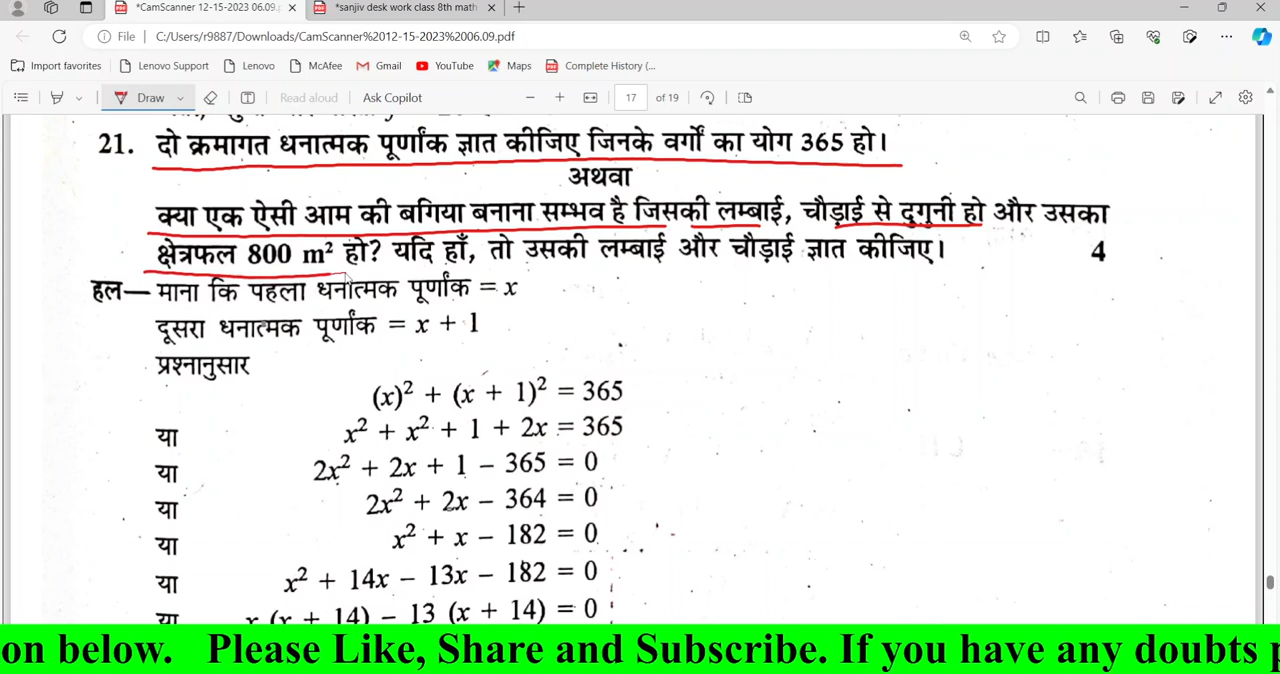 *CamScanner 12-15-2023 06.09.p
*sanjiv desk work class 8th math
File C:/Users/r9887/Downloads/CamScanner%2012-15-2023%2006.09.pdf
Import favorites Lenovo Support Lenovo McAfee Gmail YouTube Maps Complete History (...
Draw Read aloud Ask Copilot 17 of 19
21. दो क्रमागत धनात्मक पूर्णांक ज्ञात कीजिए जिनके वर्गों का योग 365 हो।
अथवा
क्या एक ऐसी आम की बगिया बनाना सम्भव है जिसकी लम्बाई, चौड़ाई से दुगुनी हो और उसका
क्षेत्रफल 800 m² हो? यदि हाँ, तो उसकी लम्बाई और चौड़ाई ज्ञात कीजिए। 4
हल— माना कि पहला धनात्मक पूर्णांक = x
दूसरा धनात्मक पूर्णांक = x + 1
प्रश्नानुसार
(x)² + (x + 1)² = 365
या x² + x² + 1 + 2x = 365
या 2x² + 2x + 1 – 365 = 0
या 2x² + 2x – 364 = 0
या x² + x – 182 = 0
या x² + 14x – 13x – 182 = 0
या x (x + 14) – 13 (x + 14) = 0
on below. Please Like, Share and Subscribe. If you have any doubts